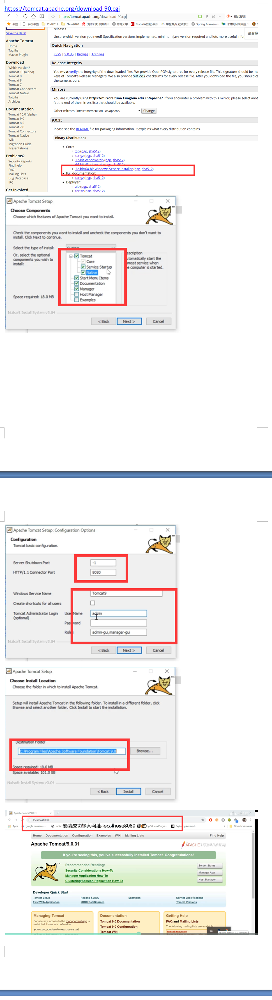 https://tomcat.apache.org/download-90.cgi
https://tomcat.apache.org/download-90.cgi
在此搜索
书签 手机书签 Old2019 New2020 (1封未读) 网易邮 海南大学 Mybatis教程-实战 学生首页_在线学 Spring Framewo 计算机网络实验_
releases.
是否将
Save the date!
Unsure which version you need? Specification versions implemented, minimum Java version required and lots more useful infor
Apache Tomcat
Home
Taglibs
Maven Plugin
Download
Which version?
Tomcat 10 (alpha)
Tomcat 9
Tomcat 8
Tomcat 7
Tomcat Connectors
Tomcat Native
Taglibs
Archives
Documentation
Tomcat 10.0 (alpha)
Tomcat 9.0
Tomcat 8.5
Tomcat 7.0
Tomcat Connectors
Tomcat Native
Wiki
Migration Guide
Presentations
Problems?
Security Reports
Find help
FAQ
Mailing Lists
Bug Database
IRC
Get Involved
Quick Navigation
KEYS | 9.0.35 | Browse | Archives
Release Integrity
You must verify the integrity of the downloaded files. We provide OpenPGP signatures for every release file. This signature should be ma
keys of Tomcat's Release Managers. We also provide SHA-512 checksums for every release file. After you download the file, you should ca
the same as ours.
Mirrors
You are currently using https://mirrors.tuna.tsinghua.edu.cn/apache/. If you encounter a problem with this mirror, please select anot
(at the end of the mirrors list) that should be available.
Other mirrors: https://mirror.bit.edu.cn/apache/ Change
9.0.35
Please see the README file for packaging information. It explains what every distribution contains.
Binary Distributions
Core:
zip (pgp, sha512)
tar.gz (pgp, sha512)
32-bit Windows zip (pgp, sha512)
64-bit Windows zip (pgp, sha512)
32-bit/64-bit Windows Service Installer (pgp, sha512)
Full documentation:
tar.gz (pgp, sha512)
Deployer:
zip (pgp, sha512)
tar.gz (pgp, sha512)
Apache Tomcat Setup
Choose Components
Choose which features of Apache Tomcat you want to install.
TM
Check the components you want to install and uncheck the components you don't want to
install. Click Next to continue.
Select the type of install: Custom
Or, select the optional
components you wish to
install:
Tomcat
Core
Service Startup
Native
Start Menu Items
Documentation
Manager
Host Manager
Examples
escription
utomatically start the
omcat service when
e computer is started.
Space required: 18.0 MB
Nullsoft Install System v3.04
< Back Next > Cancel
Apache Tomcat Setup: Configuration Options
Configuration
Tomcat basic configuration.
TM
Server Shutdown Port -1
HTTP/1.1 Connector Port 8080
Windows Service Name Tomcat9
Create shortcuts for all users
Tomcat Administrator Login User Name admin
(optional)
Password
Roles admin-gui,manager-gui
Nullsoft Install System v3.04
< Back Next > Cancel
Apache Tomcat Setup
Choose Install Location
Choose the folder in which to install Apache Tomcat.
TM
Setup will install Apache Tomcat in the following folder. To install in a different folder, click
Browse and select another folder. Click Install to start the installation.
Destination Folder
C:\Program Files\Apache Software Foundation\Tomcat 9.0 Browse...
Space required: 18.0 MB
Space available: 101.0 GB
Nullsoft Install System v3.04
< Back Install Cancel
Apache Tomcat/9.0.31
localhost:8080
安装成功输入网址 localhost:8080 测试
Apps google translate -... Indian op 50 Java Progra... Exploring Android... Other bookmarks
Home Documentation Configuration Examples Wiki Mailing Lists Find Help
Apache Tomcat/9.0.31
APACHE SOFTWARE FOUNDATION
http://www.apache.org/
If you're seeing this, you've successfully installed Tomcat. Congratulations!
TM
Recommended Reading:
Security Considerations How-To
Manager Application How-To
Clustering/Session Replication How-To
Server Status
Manager App
Host Manager
Developer Quick Start
Tomcat Setup Realms & AAA Examples Servlet Specifications
First Web Application JDBC DataSources Tomcat Versions
Managing Tomcat
For security, access to the manager webapp is
restricted. Users are defined in:
$CATALINA_HOME/conf/tomcat-users.xml
Documentation
Tomcat 9.0 Documentation
Tomcat 9.0 Configuration
Tomcat Wiki
Getting Help
FAQ and Mailing Lists
The following mailing lists are available:
tomcat-announce